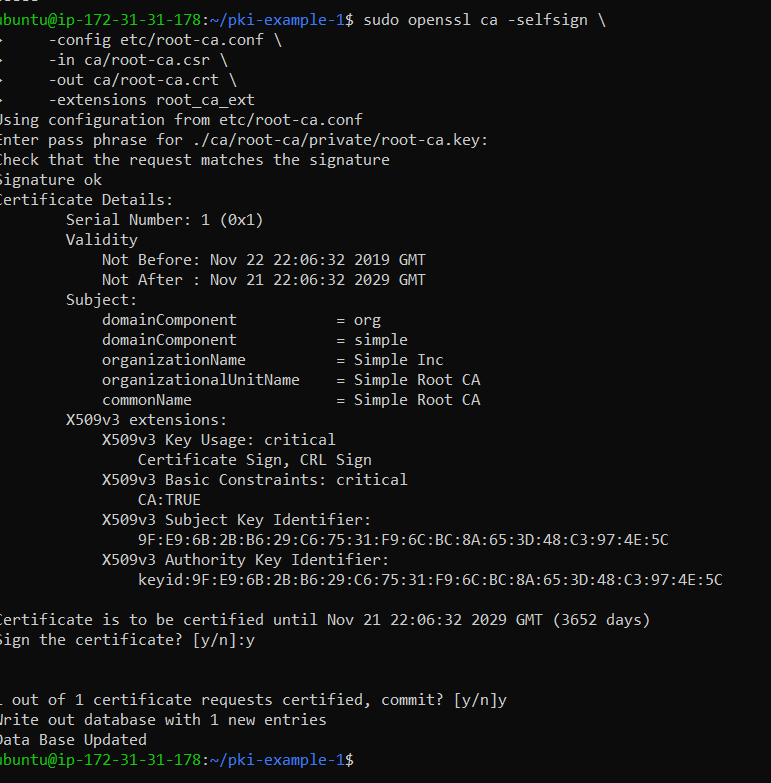 ubuntu@ip-172-31-31-178:~/pki-example-1$ sudo openssl ca -selfsign \
> -config etc/root-ca.conf \
> -in ca/root-ca.csr \
> -out ca/root-ca.crt \
> -extensions root_ca_ext
Using configuration from etc/root-ca.conf
Enter pass phrase for ./ca/root-ca/private/root-ca.key:
Check that the request matches the signature
Signature ok
Certificate Details:
Serial Number: 1 (0x1)
Validity
Not Before: Nov 22 22:06:32 2019 GMT
Not After : Nov 21 22:06:32 2029 GMT
Subject:
domainComponent = org
domainComponent = simple
organizationName = Simple Inc
organizationalUnitName = Simple Root CA
commonName = Simple Root CA
X509v3 extensions:
X509v3 Key Usage: critical
Certificate Sign, CRL Sign
X509v3 Basic Constraints: critical
CA:TRUE
X509v3 Subject Key Identifier:
9F:E9:6B:2B:B6:29:C6:75:31:F9:6C:BC:8A:65:3D:48:C3:97:4E:5C
X509v3 Authority Key Identifier:
keyid:9F:E9:6B:2B:B6:29:C6:75:31:F9:6C:BC:8A:65:3D:48:C3:97:4E:5C
Certificate is to be certified until Nov 21 22:06:32 2029 GMT (3652 days)
Sign the certificate? [y/n]:y
1 out of 1 certificate requests certified, commit? [y/n]y
Write out database with 1 new entries
Data Base Updated
ubuntu@ip-172-31-31-178:~/pki-example-1$